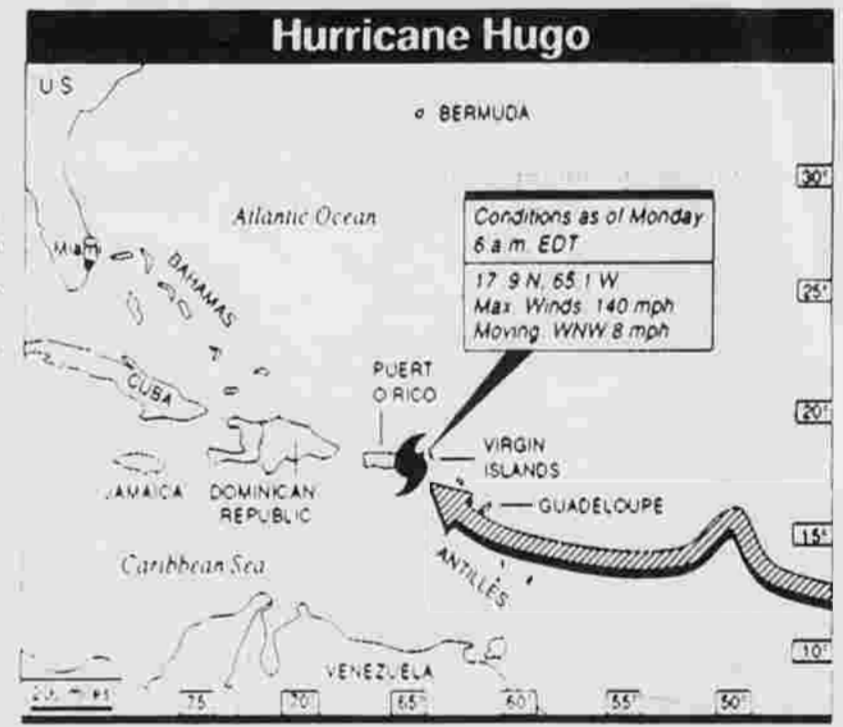 Hurricane Hugo
U S
BERMUDA
30°
Atlantic Ocean
Conditions as of Monday
6 a.m. EDT
17.9 N, 65.1 W
Max. Winds 140 mph
Moving WNW 8 mph
Miami
BAHAMAS
25°
CUBA
PUERT
O RICO
20°
VIRGIN
ISLANDS
JAMAICA
DOMINICAN
REPUBLIC
GUADELOUPE
15°
Caribbean Sea
ANTILLES
10°
VENEZUELA
75
70
65°
60
55°
50°